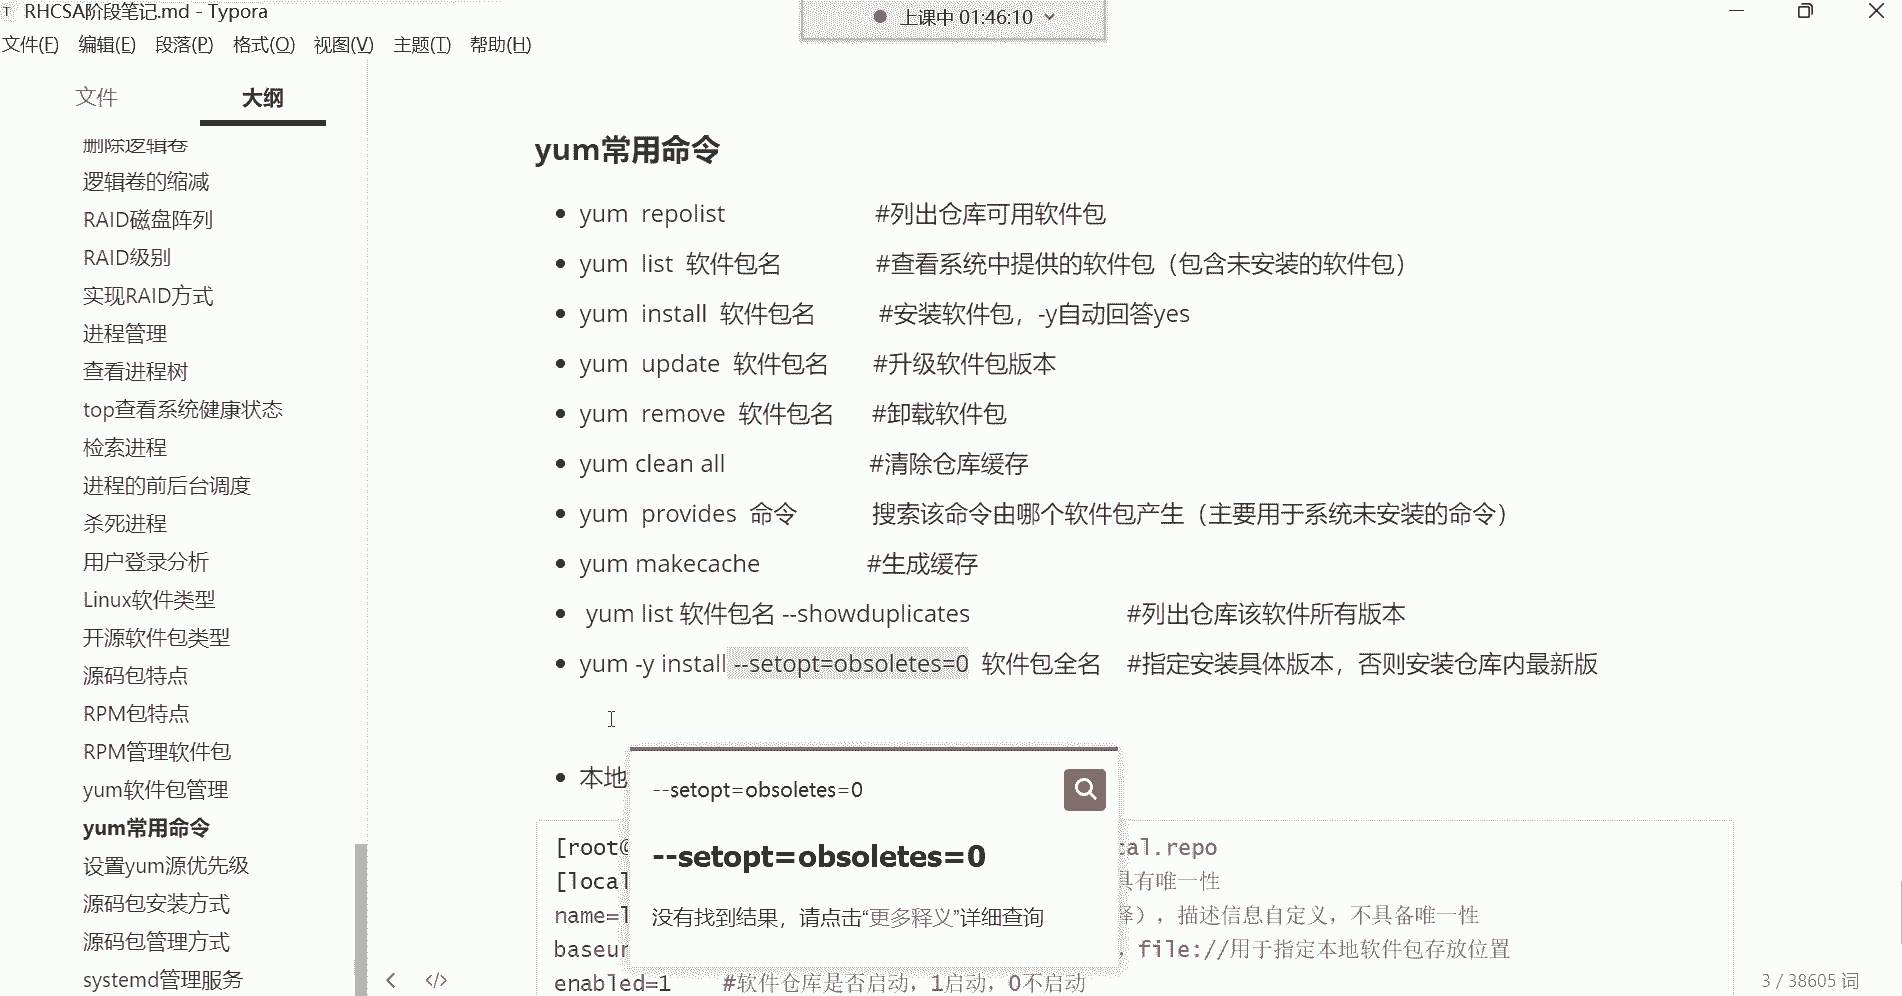 RHCSA阶段笔记.md - Typora
上课中 01:46:10
文件(F) 编辑(E) 段落(P) 格式(O) 视图(V) 主题(T) 帮助(H)
文件 大纲
删除逻辑卷
逻辑卷的缩减
RAID磁盘阵列
RAID级别
实现RAID方式
进程管理
查看进程树
top查看系统健康状态
检索进程
进程的前后台调度
杀死进程
用户登录分析
Linux软件类型
开源软件包类型
源码包特点
RPM包特点
RPM管理软件包
yum软件包管理
yum常用命令
设置yum源优先级
源码包安装方式
源码包管理方式
systemd管理服务
yum常用命令
yum repolist #列出仓库可用软件包
yum list 软件包名 #查看系统中提供的软件包（包含未安装的软件包）
yum install 软件包名 #安装软件包，-y自动回答yes
yum update 软件包名 #升级软件包版本
yum remove 软件包名 #卸载软件包
yum clean all #清除仓库缓存
yum provides 命令 搜索该命令由哪个软件包产生（主要用于系统未安装的命令）
yum makecache #生成缓存
yum list 软件包名 --showduplicates #列出仓库该软件所有版本
yum -y install --setopt=obsoletes=0 软件包全名 #指定安装具体版本，否则安装仓库内最新版
本地
--setopt=obsoletes=0
--setopt=obsoletes=0
没有找到结果，请点击“更多释义”详细查询
[root@ cal.repo
[local 具有唯一性
name=l 释），描述信息自定义，不具备唯一性
baseur ，file://用于指定本地软件包存放位置
enabled=1 #软件仓库是否启动，1启动，0不启动
3 / 38605 词